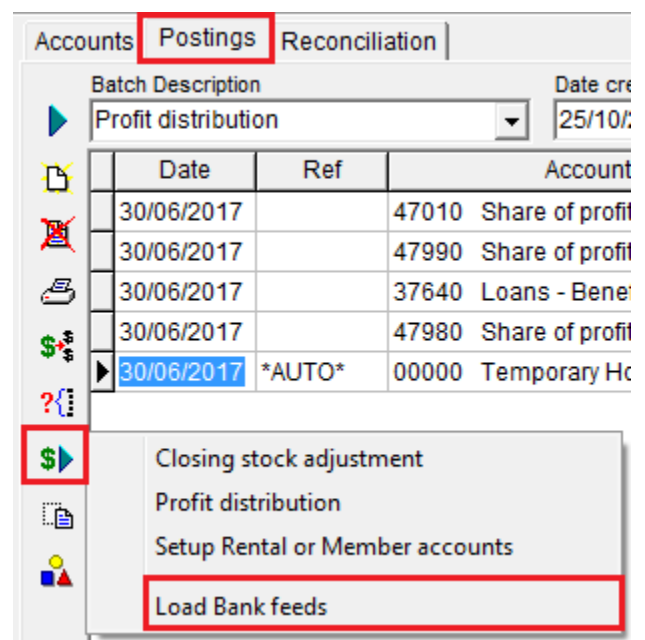 Accounts Postings Reconciliation
Batch Description Date cre
Profit distribution 25/10/
Date Ref Account
30/06/2017 47010 Share of profit
30/06/2017 47990 Share of profit
30/06/2017 37640 Loans - Bene
30/06/2017 47980 Share of profit
30/06/2017 *AUTO* 00000 Temporary Ho
Closing stock adjustment
Profit distribution
Setup Rental or Member accounts
Load Bank feeds